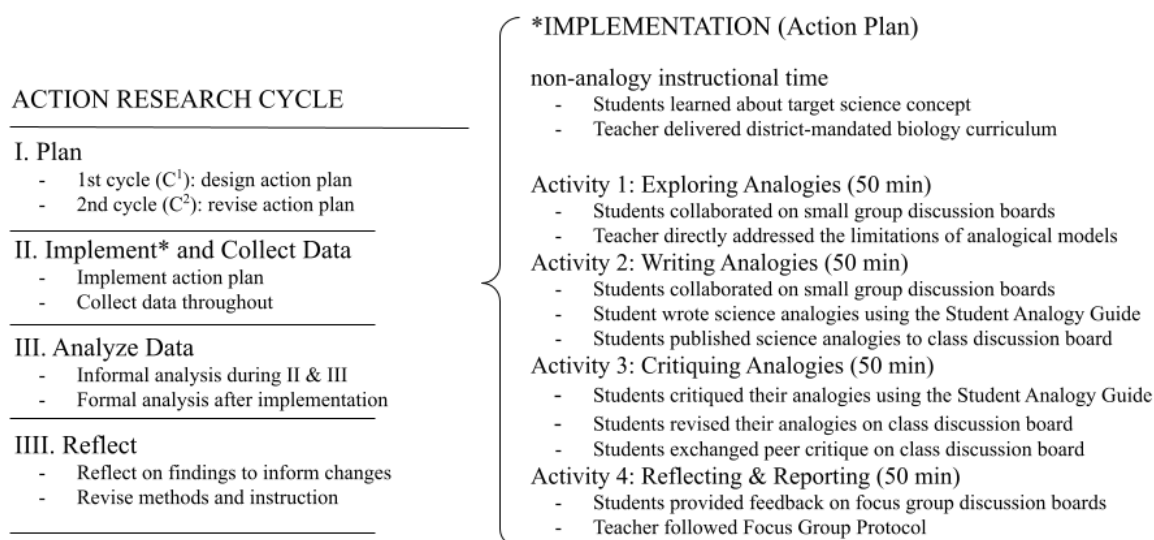 ACTION RESEARCH CYCLE
I. Plan
- 1st cycle (C¹): design action plan
- 2nd cycle (C²): revise action plan
II. Implement* and Collect Data
- Implement action plan
- Collect data throughout
III. Analyze Data
- Informal analysis during II & III
- Formal analysis after implementation
IIII. Reflect
- Reflect on findings to inform changes
- Revise methods and instruction
*IMPLEMENTATION (Action Plan)
non-analogy instructional time
- Students learned about target science concept
- Teacher delivered district-mandated biology curriculum
Activity 1: Exploring Analogies (50 min)
- Students collaborated on small group discussion boards
- Teacher directly addressed the limitations of analogical models
Activity 2: Writing Analogies (50 min)
- Students collaborated on small group discussion boards
- Student wrote science analogies using the Student Analogy Guide
- Students published science analogies to class discussion board
Activity 3: Critiquing Analogies (50 min)
- Students critiqued their analogies using the Student Analogy Guide
- Students revised their analogies on class discussion board
- Students exchanged peer critique on class discussion board
Activity 4: Reflecting & Reporting (50 min)
- Students provided feedback on focus group discussion boards
- Teacher followed Focus Group Protocol